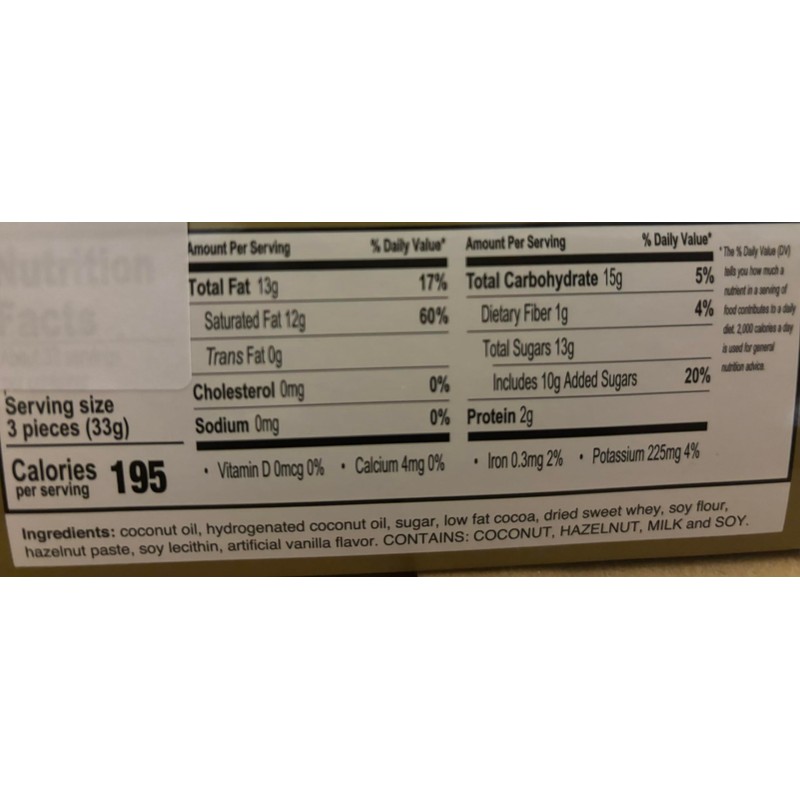 Nutrition
Facts
Serving size
3 pieces (33g)
Calories 195
per serving
Amount Per Serving % Daily Value*
Total Fat 13g 17%
Saturated Fat 12g 60%
Trans Fat 0g
Cholesterol 0mg 0%
Sodium 0mg 0%
Amount Per Serving % Daily Value*
Total Carbohydrate 15g 5%
Dietary Fiber 1g 4%
Total Sugars 13g
Includes 10g Added Sugars 20%
Protein 2g
• Vitamin D 0mcg 0% • Calcium 4mg 0% • Iron 0.3mg 2% • Potassium 225mg 4%
* The % Daily Value (DV)
tells you how much a
nutrient in a serving of
food contributes to a daily
diet. 2,000 calories a day
is used for general
nutrition advice.
Ingredients: coconut oil, hydrogenated coconut oil, sugar, low fat cocoa, dried sweet whey, soy flour,
hazelnut paste, soy lecithin, artificial vanilla flavor. CONTAINS: COCONUT, HAZELNUT, MILK and SOY.